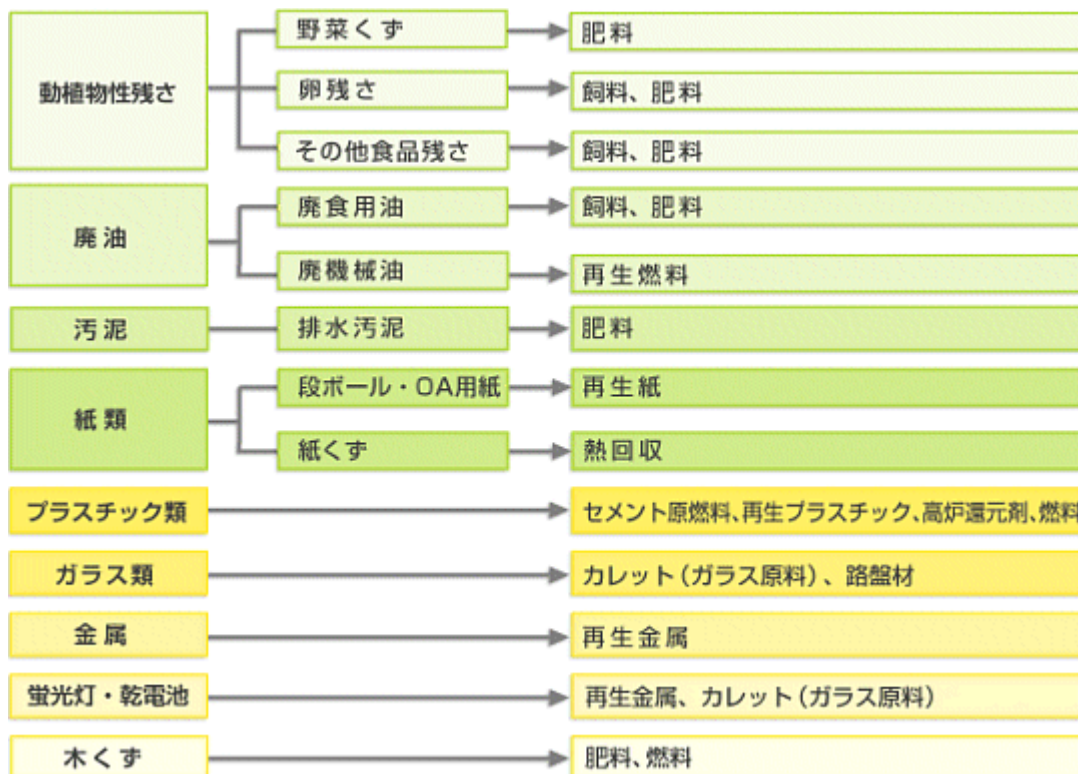 動植物性残さ
野菜くず
肥料
卵残さ
飼料、肥料
その他食品残さ
飼料、肥料
廃油
廃食用油
飼料、肥料
廃機械油
再生燃料
汚泥
排水汚泥
肥料
紙類
段ボール・OA用紙
再生紙
紙くず
熱回収
プラスチック類
セメント原燃料、再生プラスチック、高炉還元剤、燃料
ガラス類
カレット(ガラス原料)、路盤材
金属
再生金属
蛍光灯・乾電池
再生金属、カレット(ガラス原料)
木くず
肥料、燃料